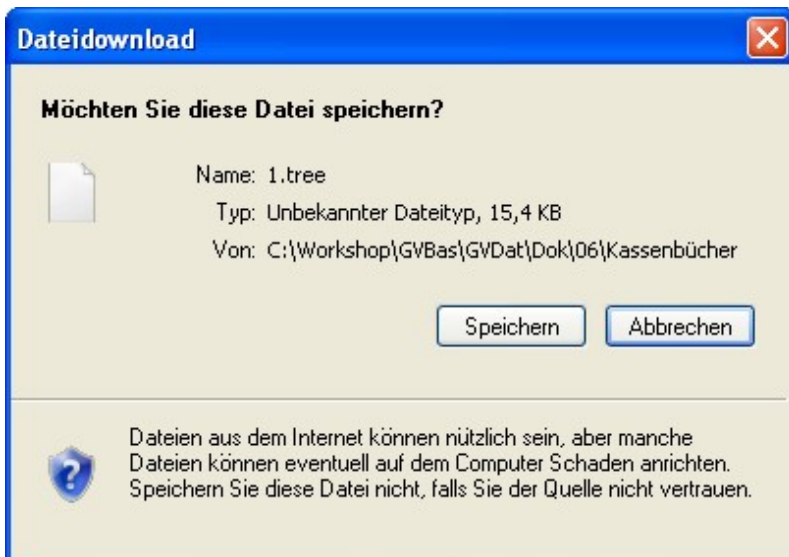 Dateidownload
Möchten Sie diese Datei speichern?
Name: 1.tree
Typ: Unbekannter Dateityp, 15,4 KB
Von: C:\Workshop\GVBas\GVDat\Dok\06\Kassenbücher
Speichern Abbrechen
Dateien aus dem Internet können nützlich sein, aber manche
Dateien können eventuell auf dem Computer Schaden anrichten.
Speichern Sie diese Datei nicht, falls Sie der Quelle nicht vertrauen.